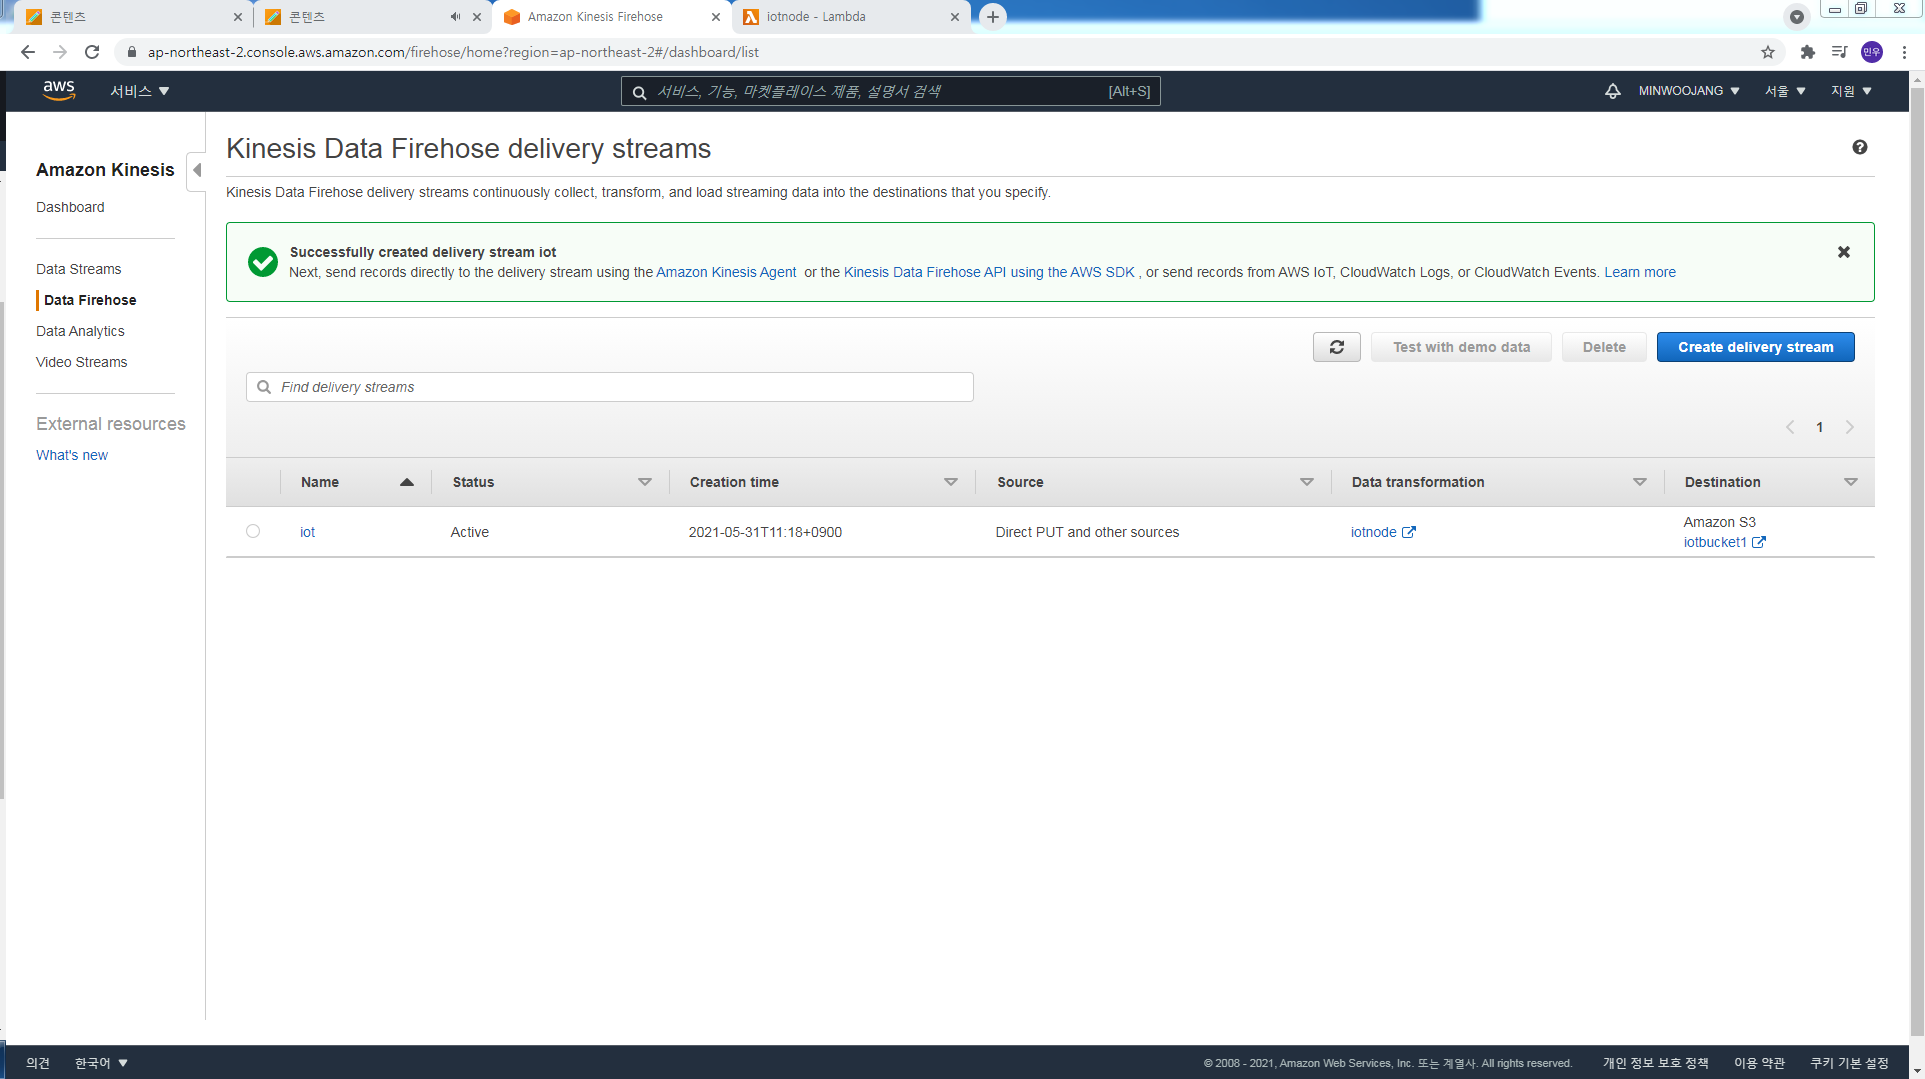 콘텐츠
콘텐츠
Amazon Kinesis Firehose
iotnode - Lambda
ap-northeast-2.console.aws.amazon.com/firehose/home?region=ap-northeast-2#/dashboard/list
민우
aws
서비스
서비스, 기능, 마켓플레이스 제품, 설명서 검색
[Alt+S]
MINWOOJANG
서울
지원
Amazon Kinesis
Dashboard
Data Streams
Data Firehose
Data Analytics
Video Streams
External resources
What's new
Kinesis Data Firehose delivery streams
Kinesis Data Firehose delivery streams continuously collect, transform, and load streaming data into the destinations that you specify.
Successfully created delivery stream iot
Next, send records directly to the delivery stream using the Amazon Kinesis Agent or the Kinesis Data Firehose API using the AWS SDK , or send records from AWS IoT, CloudWatch Logs, or CloudWatch Events. Learn more
Test with demo data
Delete
Create delivery stream
Find delivery streams
1
Name Status Creation time Source Data transformation Destination
iot Active 2021-05-31T11:18+0900 Direct PUT and other sources iotnode Amazon S3
iotbucket1
의견
한국어
© 2008 - 2021, Amazon Web Services, Inc. 또는 계열사. All rights reserved.
개인 정보 보호 정책
이용 약관
쿠키 기본 설정